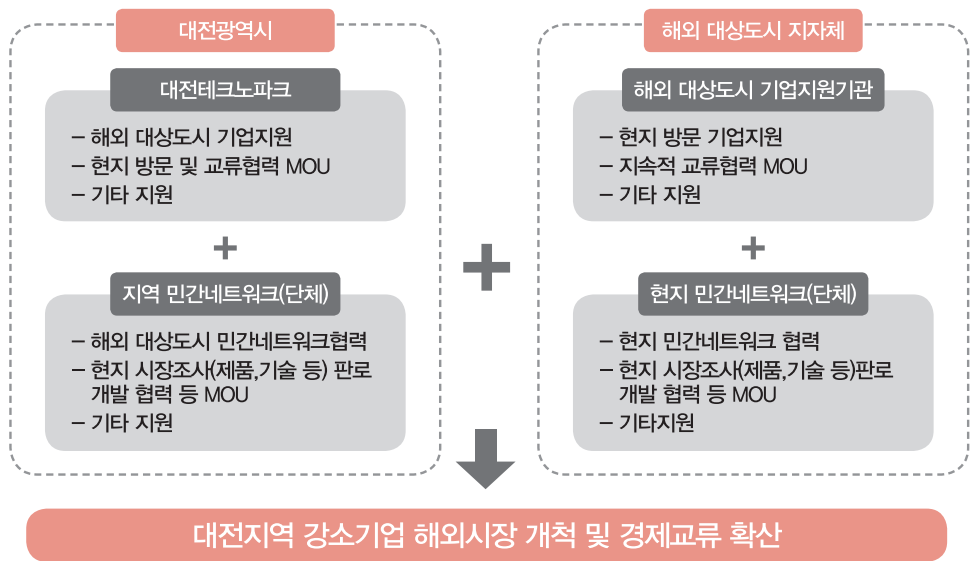 대전광역시
대전테크노파크
– 해외 대상도시 기업지원
– 현지 방문 및 교류협력 MOU
– 기타 지원
+
지역 민간네트워크(단체)
– 해외 대상도시 민간네트워크협력
– 현지 시장조사(제품,기술 등) 판로
개발 협력 등 MOU
– 기타 지원
+
해외 대상도시 지자체
해외 대상도시 기업지원기관
– 현지 방문 기업지원
– 지속적 교류협력 MOU
– 기타 지원
+
현지 민간네트워크(단체)
– 현지 민간네트워크 협력
– 현지 시장조사(제품,기술 등)판로
개발 협력 등 MOU
– 기타지원
대전지역 강소기업 해외시장 개척 및 경제교류 확산